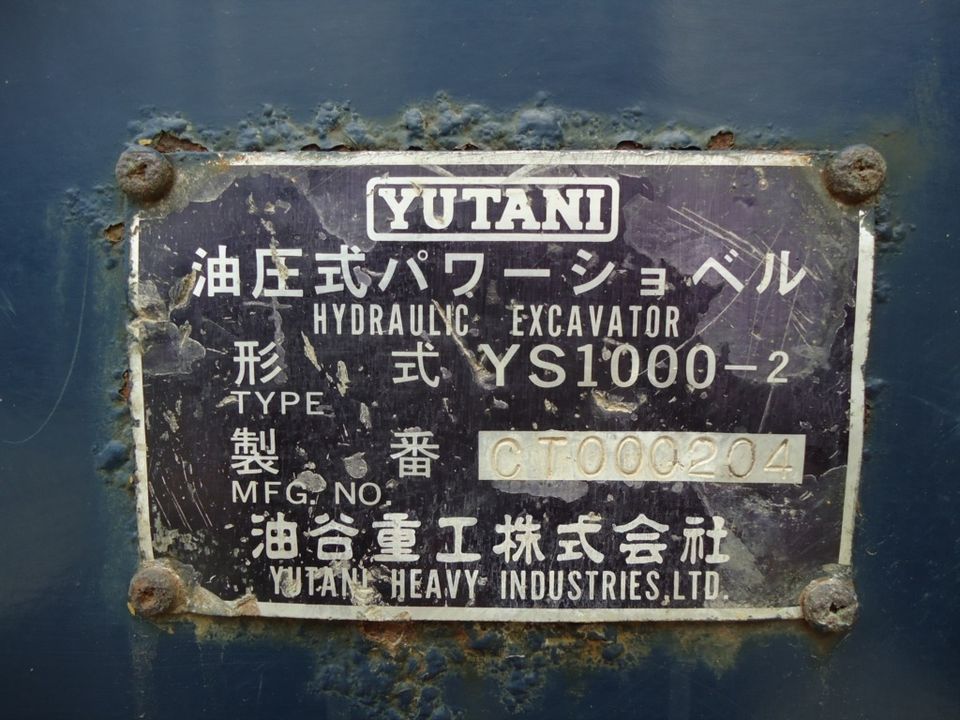 YUTANI
油圧式パワーショベル
HYDRAULIC EXCAVATOR
形 式 YS1000-2
TYPE
製 番 CT000204
MFG. NO.
油谷重工株式会社
YUTANI HEAVY INDUSTRIES,LTD.